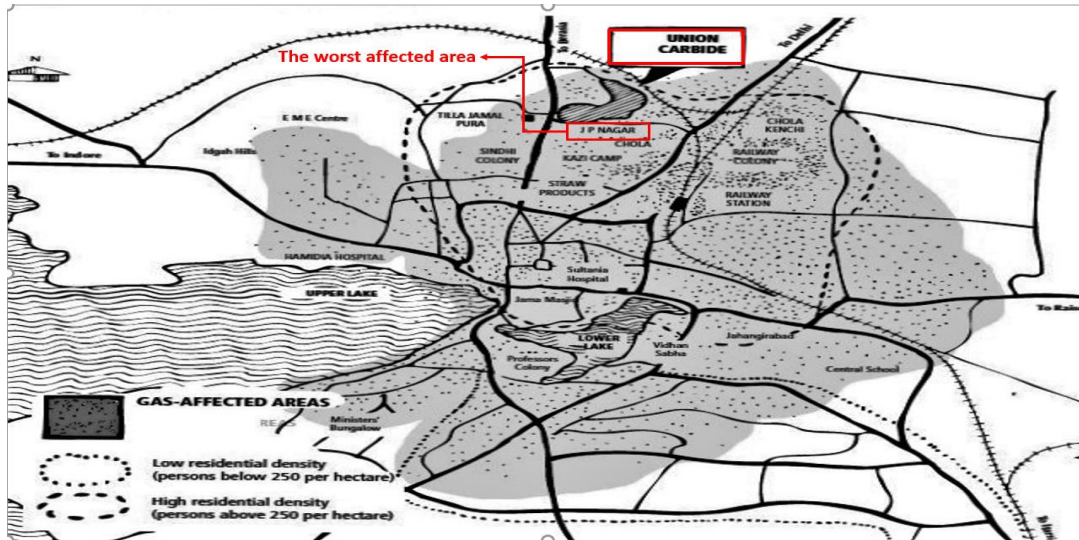 UNION
CARBIDE
The worst affected area
To Delhi
N
E M E Centre
TILLA JAMAL
PURA
J P NAGAR
CHOLA
CHOLA
KENCHI
To Indore
Idgah Hills
SINDHI
COLONY
KAZI CAMP
RAILWAY
COLONY
STRAW
PRODUCTS
RAILWAY
STATION
HAMIDIA HOSPITAL
Sultania
Hospital
UPPER LAKE
Jama Masjid
To Rais
LOWER
LAKE
Vidhan
Sabha
Jahangirabad
Professors
Colony
Central School
GAS-AFFECTED AREAS
REAS
Ministers'
Bungalow
Low residential density
(persons below 250 per hectare)
High residential density
(persons above 250 per hectare)